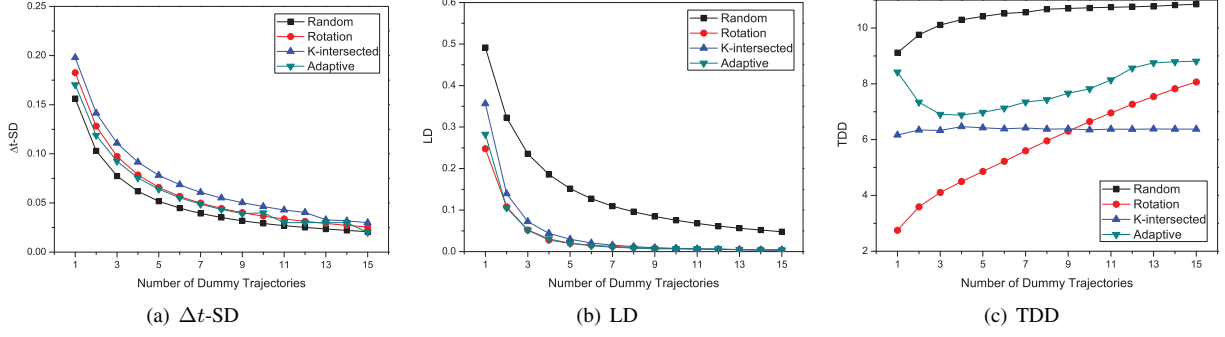 0.25
0.20
0.15
0.10
0.05
0.00
Δt-SD
Random
Rotation
K-intersected
Adaptive
1 3 5 7 9 11 13 15
Number of Dummy Trajectories
(a) Δt-SD
0.6
0.5
0.4
0.3
0.2
0.1
0.0
LD
Random
Rotation
K-intersected
Adaptive
1 3 5 7 9 11 13 15
Number of Dummy Trajectories
(b) LD
10
8
6
4
2
TDD
Random
Rotation
K-intersected
Adaptive
1 3 5 7 9 11 13 15
Number of Dummy Trajectories
(c) TDD